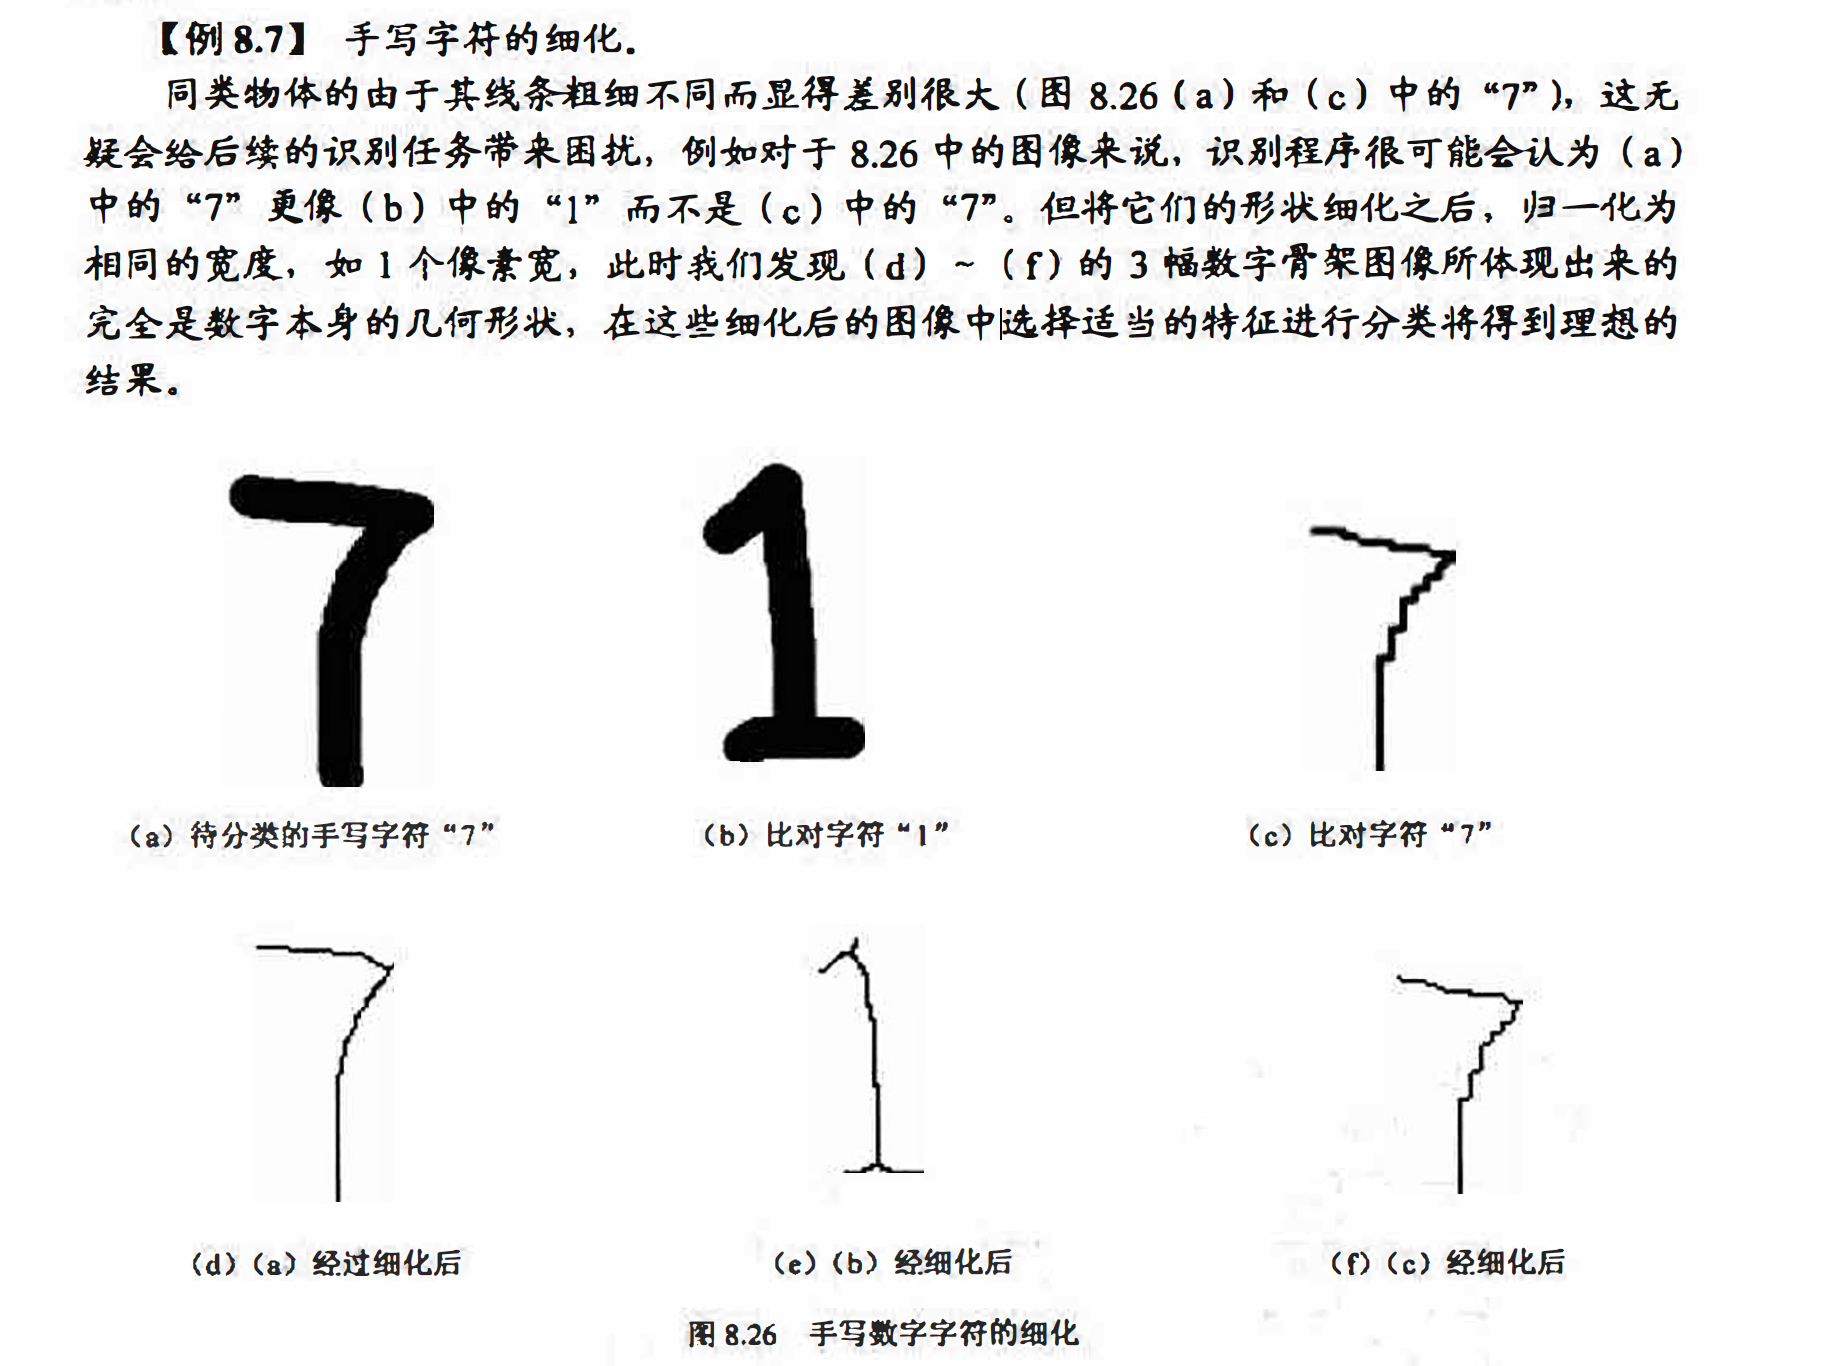 【例8.7】 手写字符的细化.
同类物体的由于其线条粗细不同而显得差别很大（图 8.26（a）和（c）中的“7”），这无
疑会给后续的识别任务带来困扰，例如对于 8.26 中的图像来说，识别程序很可能会认为（a）
中的“7”更像（b）中的“1”而不是（c）中的“7”。但将它们的形状细化之后，归一化为
相同的宽度，如 1 个像素宽，此时我们发现（d）~（f）的 3 幅数字骨架图像所体现出来的
完全是数字本身的几何形状，在这些细化后的图像中选择适当的特征进行分类将得到理想的
结果。
7 1 7
（a）待分类的手写字符“7” （b）比对字符“1” （c）比对字符“7”
7 1 7
（d）（a）经过细化后 （e）（b）经细化后 （f）（c）经细化后
图 8.26 手写数字字符的细化